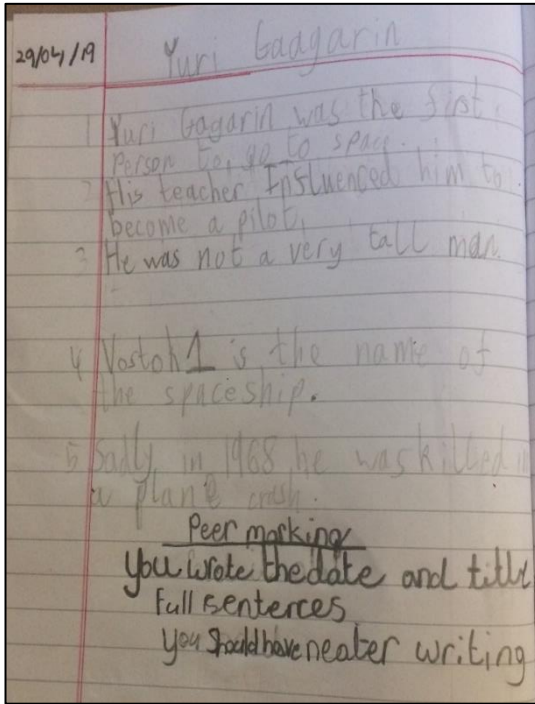 29/04/19 Yuri Gaagarin
1 Yuri Gagarin was the first
person to, go to space.
2 His teacher Influenced him to
become a pilot.
3 He was not a very tall man.
4 Vostoh 1 is the name of
the spaceship.
5 Sadly, in 1968 he was killed in
a plane crash.
Peer marking
You wrote the date and title
Full sentences
You should have neater writing